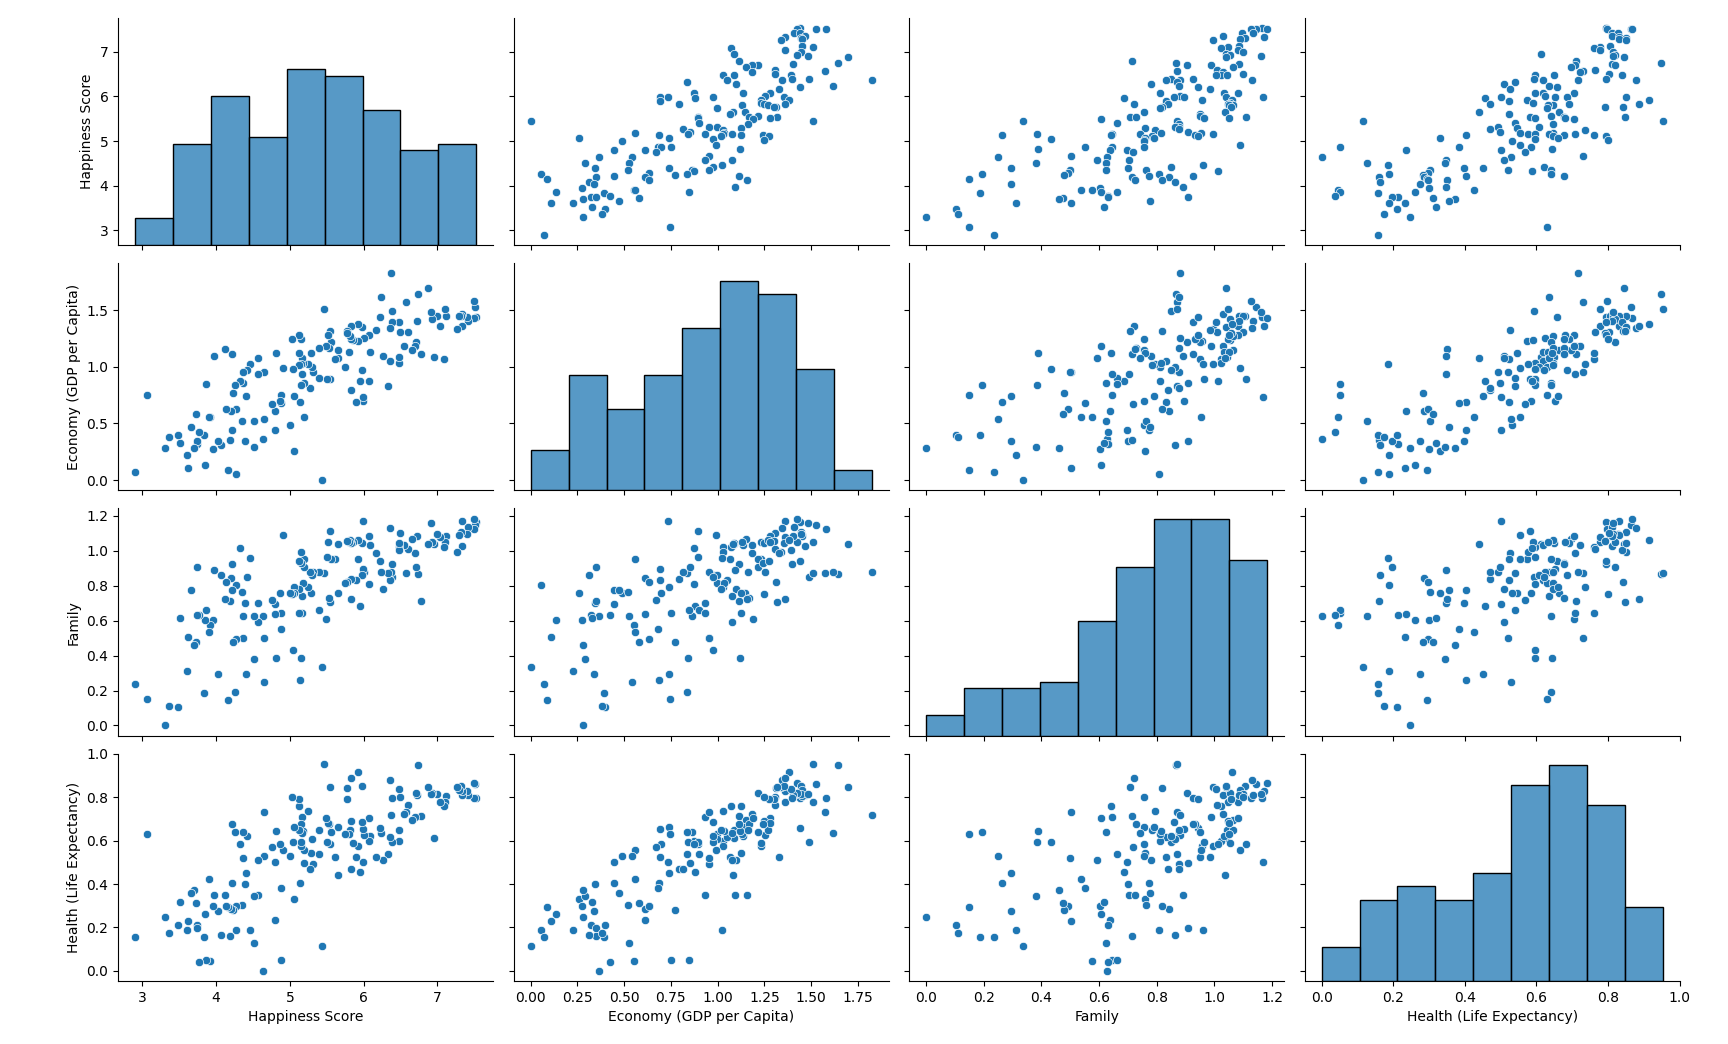 7
6
5
4
3
Happiness Score
1.5
1.0
0.5
0.0
Economy (GDP per Capita)
1.2
1.0
0.8
0.6
0.4
0.2
0.0
Family
1.0
0.8
0.6
0.4
0.2
0.0
Health (Life Expectancy)
3 4 5 6 7
Happiness Score
0.00 0.25 0.50 0.75 1.00 1.25 1.50 1.75
Economy (GDP per Capita)
0.0 0.2 0.4 0.6 0.8 1.0 1.2
Family
0.0 0.2 0.4 0.6 0.8 1.0
Health (Life Expectancy)